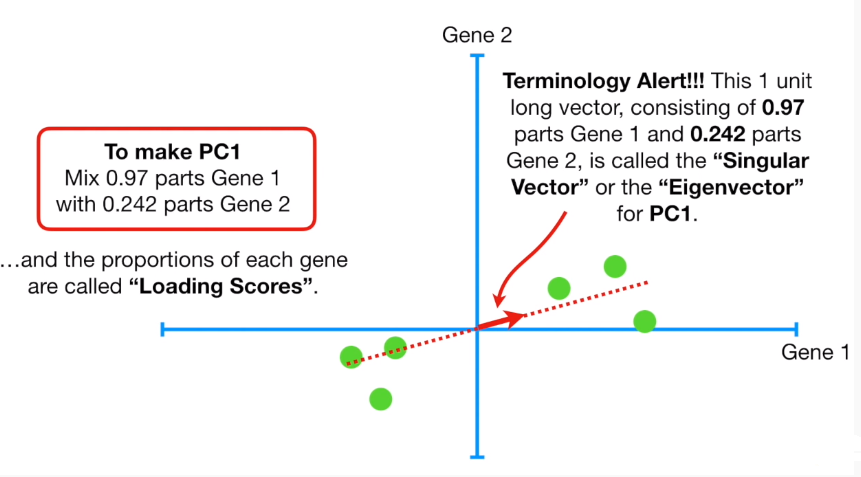 Gene 2
Terminology Alert!!! This 1 unit
long vector, consisting of 0.97
parts Gene 1 and 0.242 parts
Gene 2, is called the “Singular
Vector” or the “Eigenvector”
for PC1.
To make PC1
Mix 0.97 parts Gene 1
with 0.242 parts Gene 2
…and the proportions of each gene
are called “Loading Scores”.
Gene 1